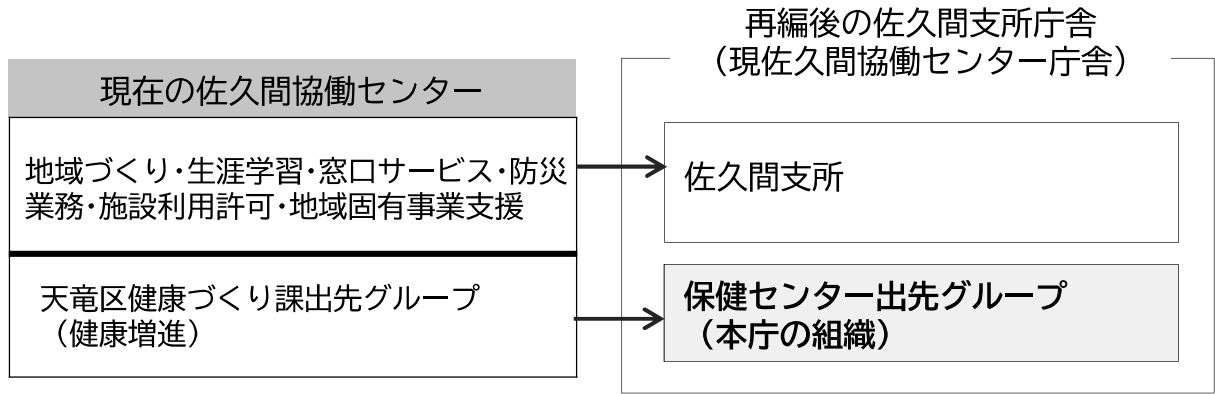 再編後の佐久間支所庁舎
（現佐久間協働センター庁舎）
現在の佐久間協働センター
地域づくり・生涯学習・窓口サービス・防災
業務・施設利用許可・地域固有事業支援
佐久間支所
天竜区健康づくり課出先グループ
（健康増進）
保健センター出先グループ
（本庁の組織）